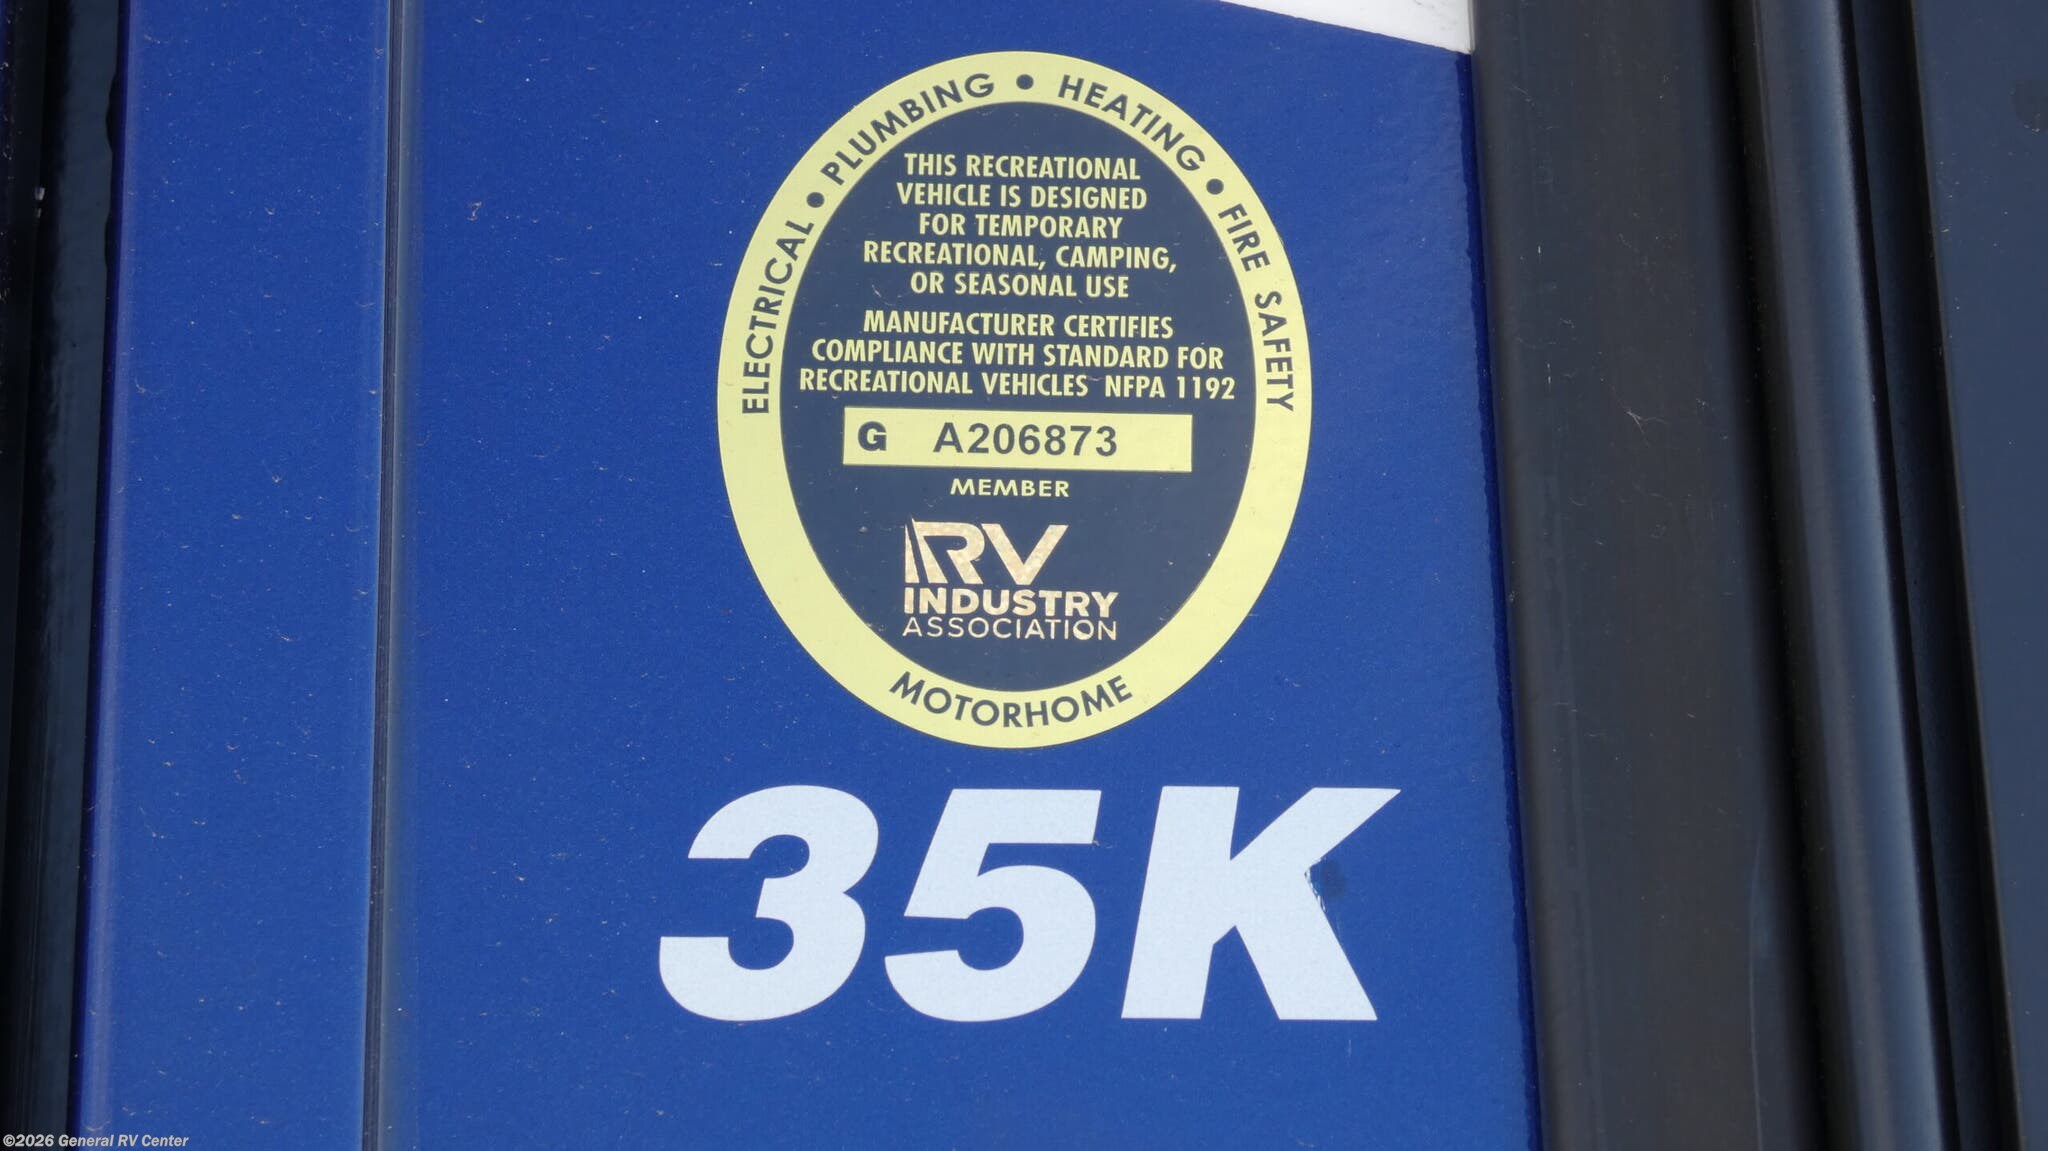 ELECTRICAL • PLUMBING • HEATING • FIRE SAFETY
THIS RECREATIONAL
VEHICLE IS DESIGNED
FOR TEMPORARY
RECREATIONAL, CAMPING,
OR SEASONAL USE
MANUFACTURER CERTIFIES
COMPLIANCE WITH STANDARD FOR
RECREATIONAL VEHICLES NFPA 1192
G A206873
MEMBER
RV
INDUSTRY
ASSOCIATION
MOTORHOME
35K
©2026 General RV Center